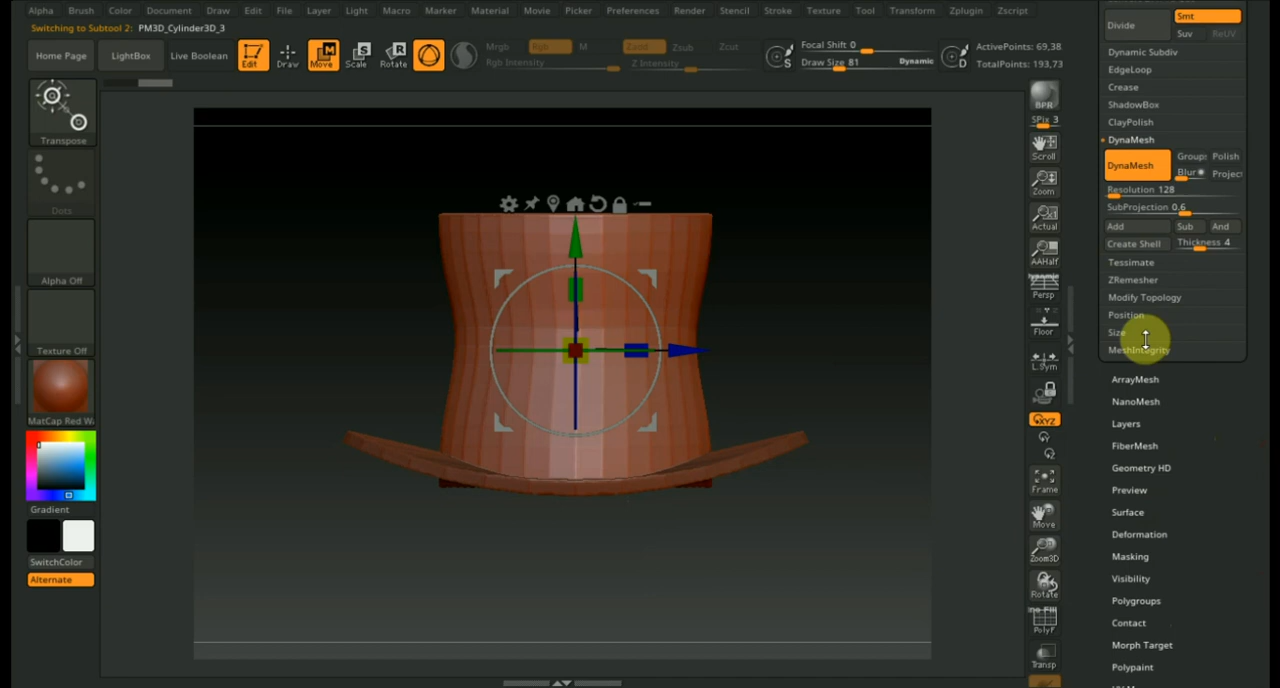 Alpha Brush Color Document Draw Edit File Layer Light Macro Marker Material Movie Picker Preferences Render Stencil Stroke Texture Tool Transform Zplugin Zscript
Switching to Subtool 2: PM3D_Cylinder3D_3
Home Page LightBox Live Boolean Edit Draw Move Scale Rotate
Mrgb Rgb M Zadd Zsub Zcut
Rgb Intensity Z Intensity
S Focal Shift 0
Draw Size 81 Dynamic
D ActivePoints: 69,38
TotalPoints: 193,73
Transpose
Dots
Alpha Off
Texture Off
MatCap Red W
Gradient
SwitchColor
Alternate
BPR
SPix 3
Scroll
Zoom
Actual
AAHalf
Dynamic
Persp
Floor
L.Sym
XYZ
Frame
Move
Zoom3D
Rotate
PolyF
Transp
Divide Smt
Suv ReUV
Dynamic Subdiv
EdgeLoop
Crease
ShadowBox
ClayPolish
DynaMesh
DynaMesh Group Polish
Blur Projec
Resolution 128
SubProjection 0.6
Add Sub And
Create Shell Thickness 4
Tessimate
ZRemesher
Modify Topology
Position
Size
MeshIntegrity
ArrayMesh
NanoMesh
Layers
FiberMesh
Geometry HD
Preview
Surface
Deformation
Masking
Visibility
Polygroups
Contact
Morph Target
Polypaint